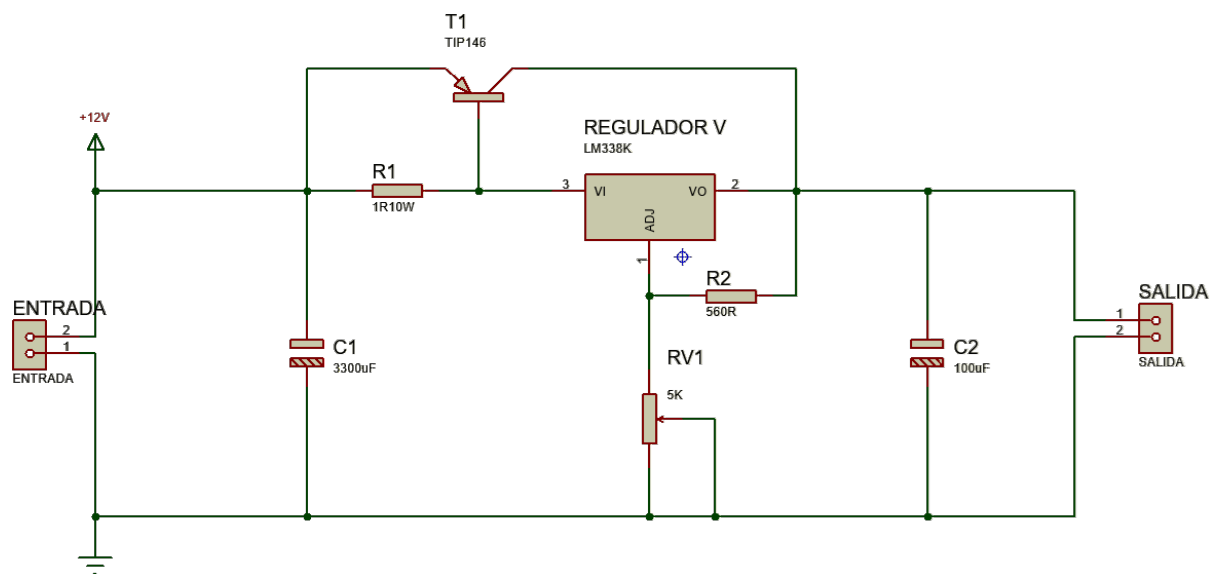 T1
TIP146
+12V
REGULADOR V
LM338K
R1
1R10W
3
VI
VO
2
ADJ
1
R2
560R
ENTRADA
2
1
ENTRADA
C1
3300uF
RV1
5K
C2
100uF
SALIDA
1
2
SALIDA